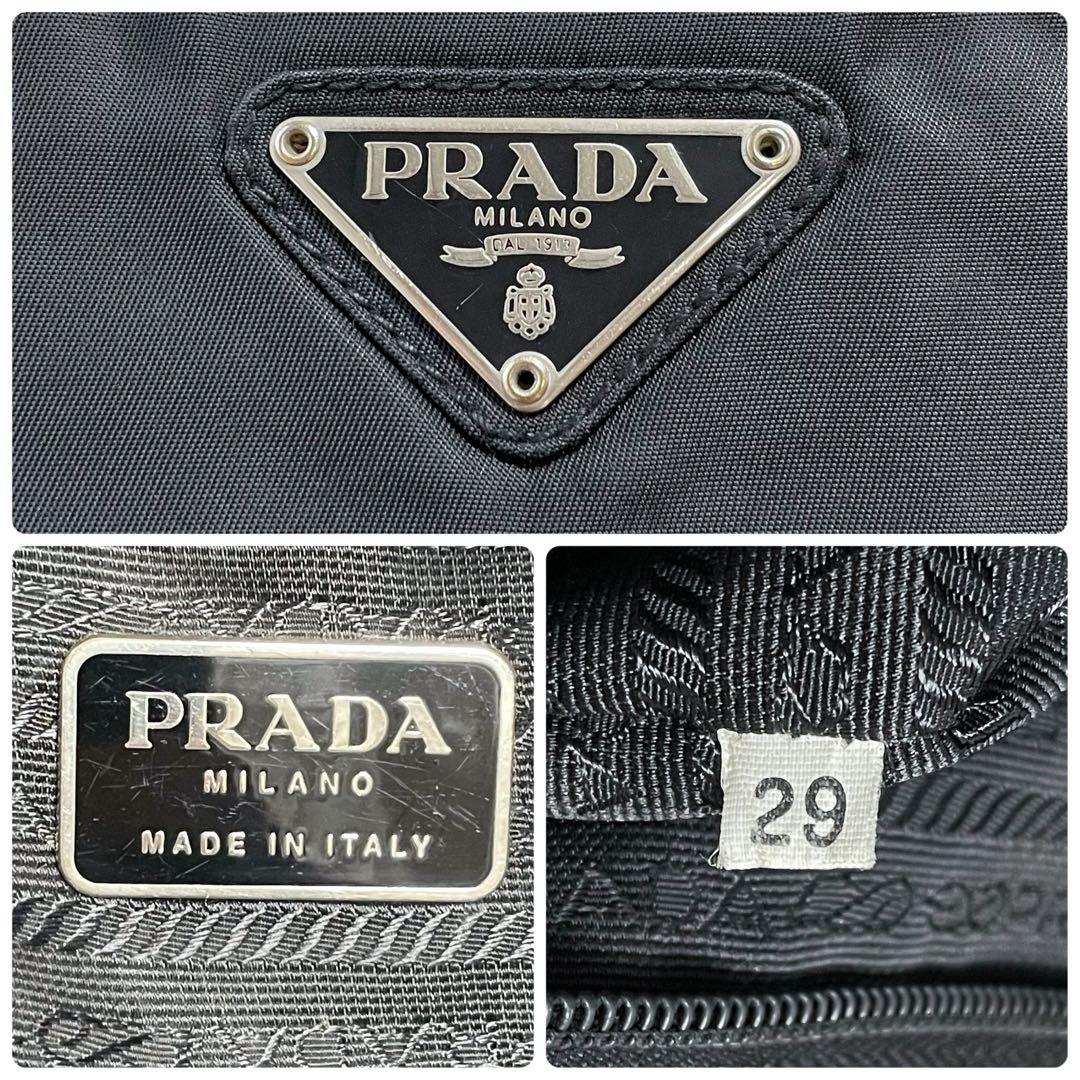 PRADA
MILANO
DAL 1913
PRADA
MILANO
MADE IN ITALY
29